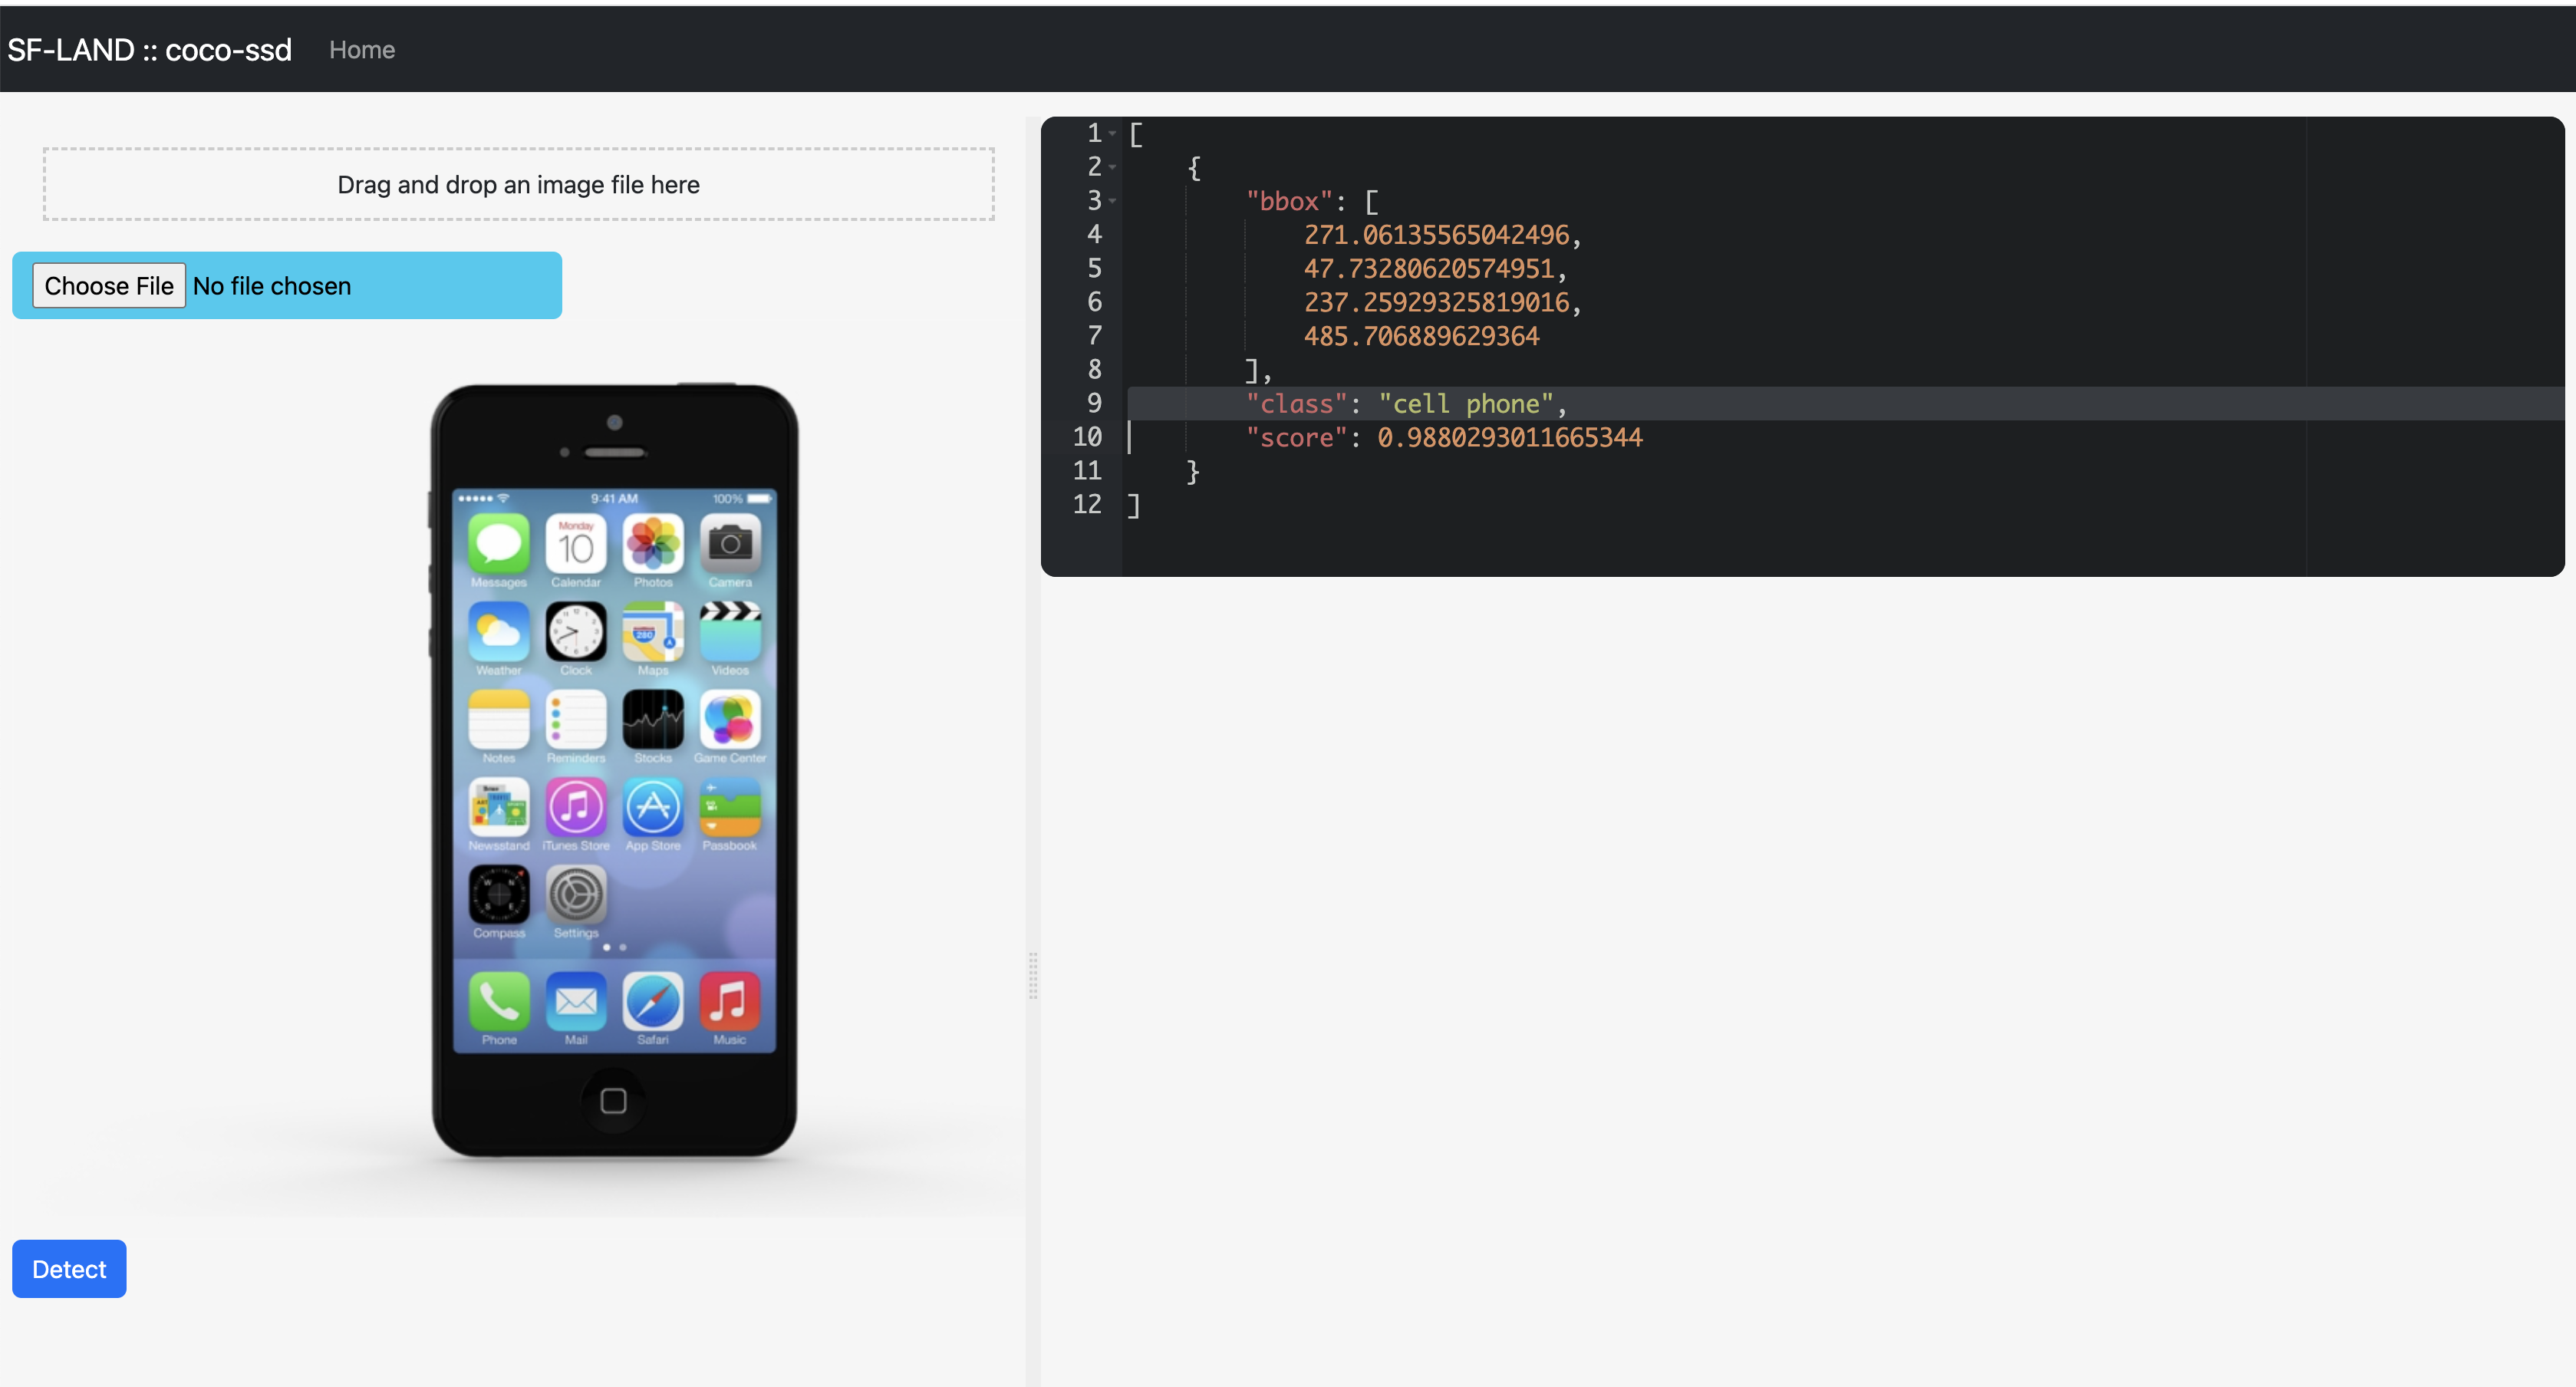 SF-LAND :: coco-ssd Home
Drag and drop an image file here
Choose File No file chosen
9:41 AM 100%
Monday
10
Messages Calendar Photos Camera
280
Weather Clock Maps Videos
Notes Reminders Stocks Game Center
Newsstand iTunes Store App Store Passbook
W N
S E
Compass Settings
Phone Mail Safari Music
Detect
1 [
2 {
3 "bbox": [
4 271.06135565042496,
5 47.73280620574951,
6 237.25929325819016,
7 485.706889629364
8 ],
9 "class": "cell phone",
10 "score": 0.9880293011665344
11 }
12 ]